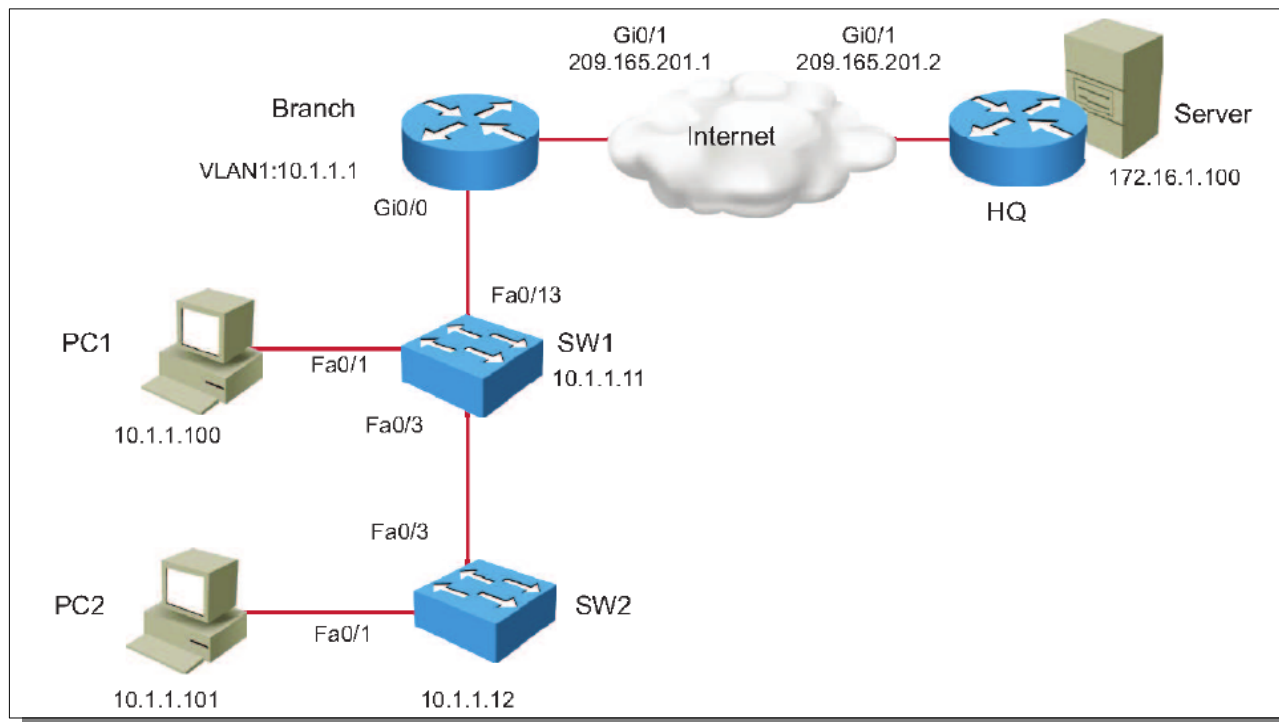 Gi0/1
209.165.201.1
Gi0/1
209.165.201.2
Branch
Internet
Server
VLAN1:10.1.1.1
172.16.1.100
Gi0/0
HQ
Fa0/13
PC1
Fa0/1
SW1
10.1.1.11
10.1.1.100
Fa0/3
Fa0/3
PC2
Fa0/1
SW2
10.1.1.101
10.1.1.12